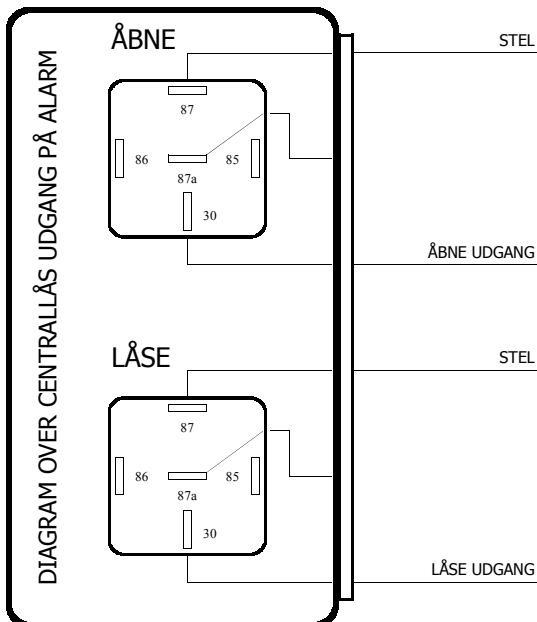 DIAGRAM OVER CENTRALLÅS UDGANG PÅ ALARM
ÅBNE
87
86
85
87a
30
STEL
ÅBNE UDGANG
LÅSE
87
86
85
87a
30
STEL
LÅSE UDGANG